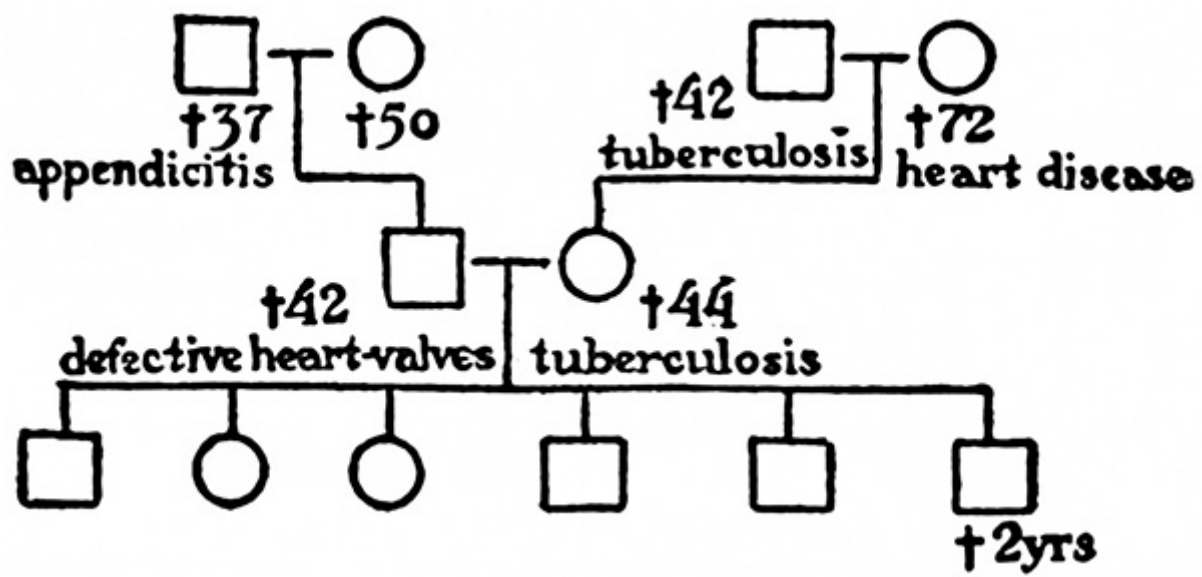 †37
appendicitis
†50
†42
tuberculosis
†72
heart disease
†42
defective heart-valves
†44
tuberculosis
†2yrs